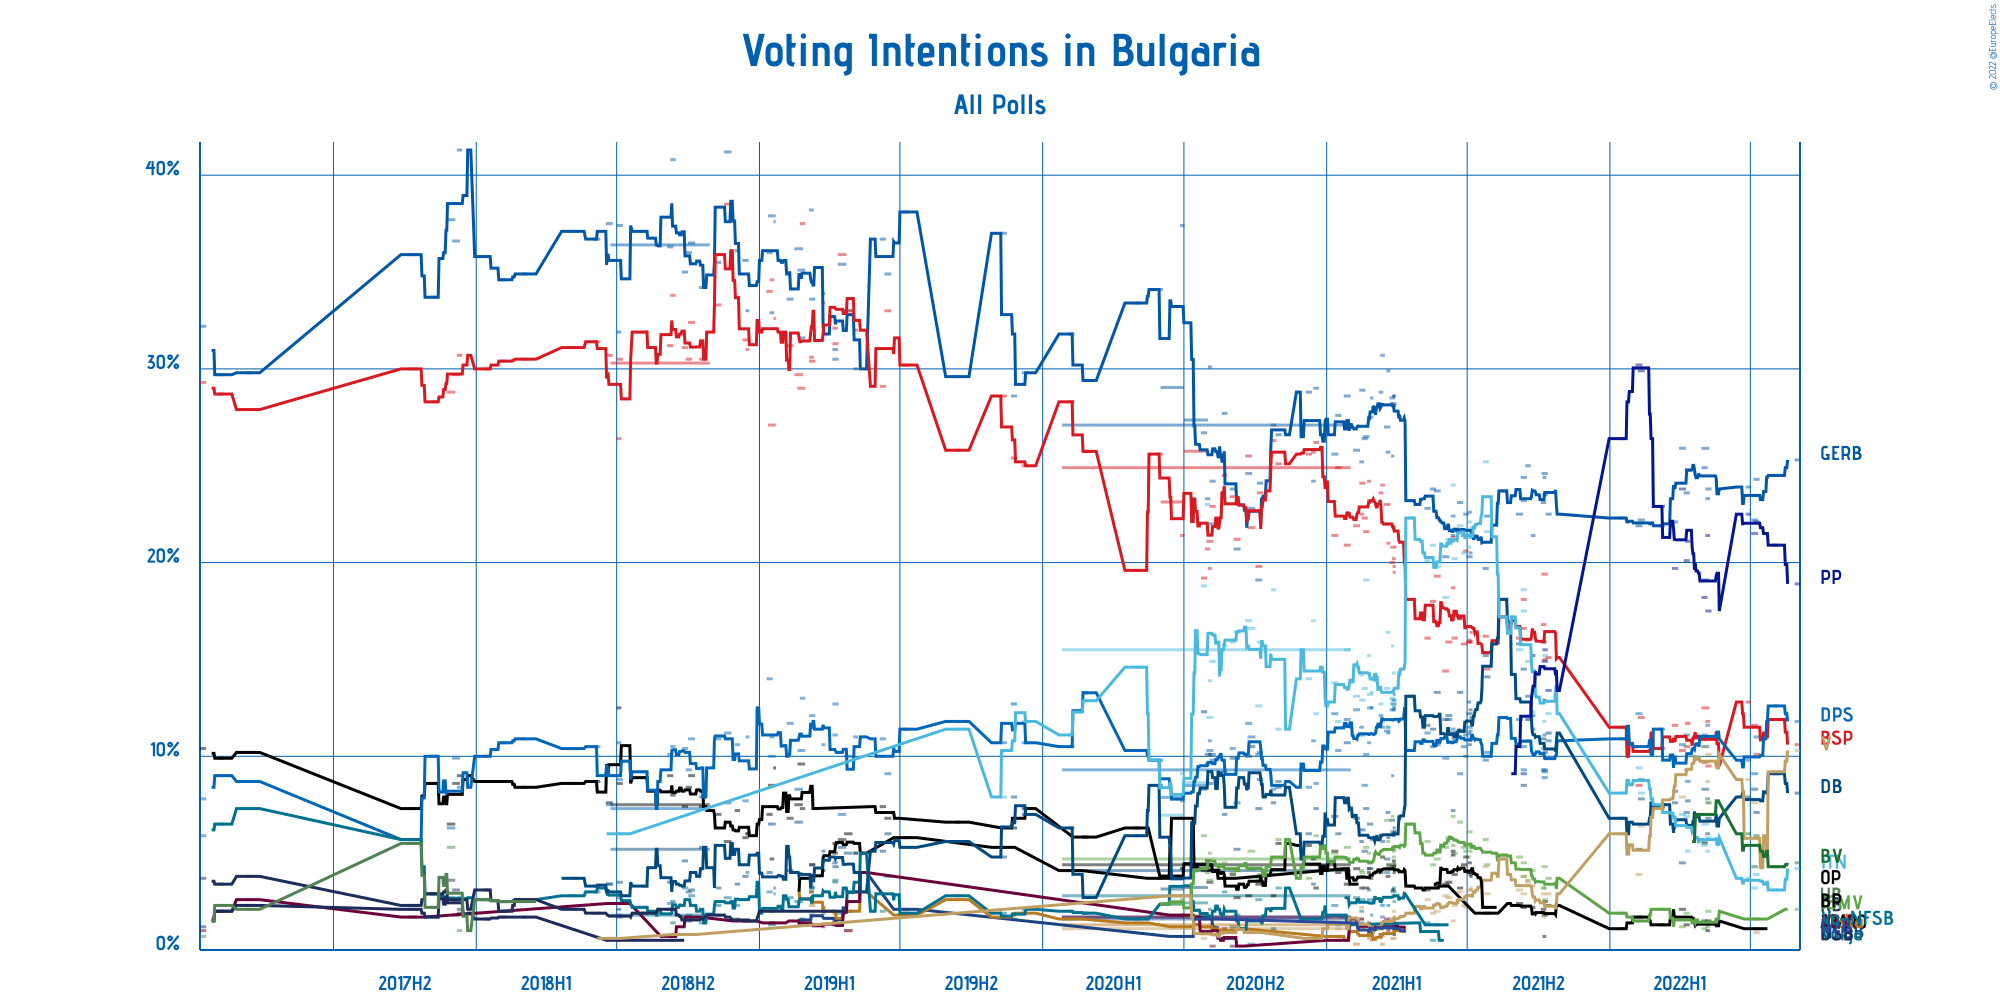 © 2022 @EuropeElects
Voting Intentions in Bulgaria
All Polls
40%
30%
20%
10%
0%
GERB
PP
DPS
BSP
V
DB
BV
ITN
OP
2017H2
2018H1
2018H2
2019H1
2019H2
2020H1
2020H2
2021H1
2021H2
2022H1